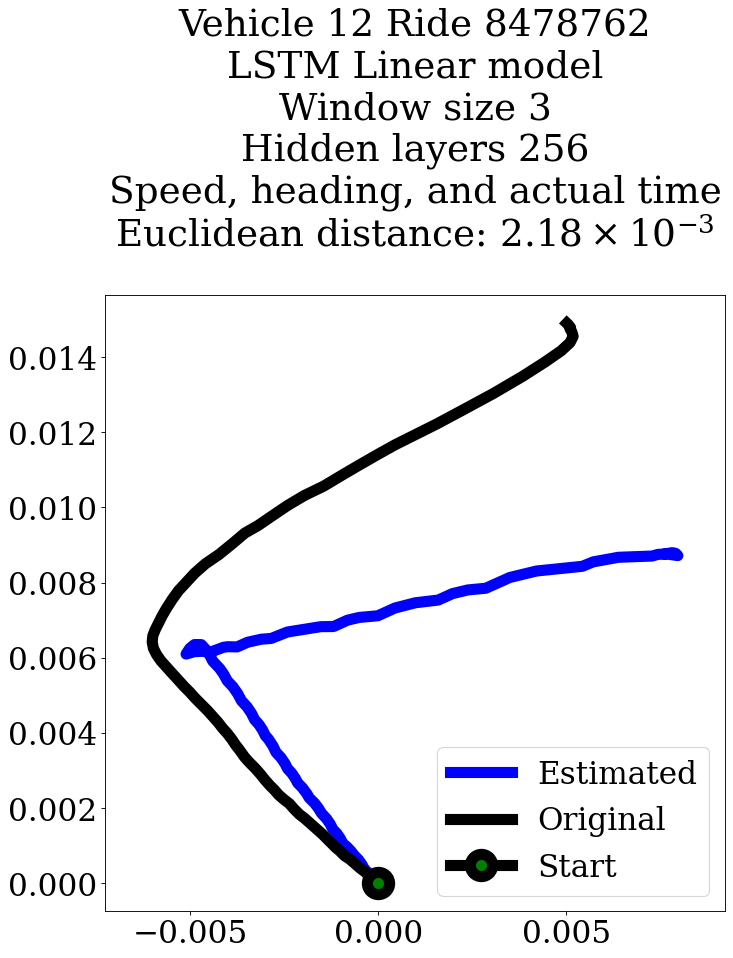 Vehicle 12 Ride 8478762
LSTM Linear model
Window size 3
Hidden layers 256
Speed, heading, and actual time
Euclidean distance: 2.18 × 10⁻³
0.014
0.012
0.010
0.008
0.006
0.004
0.002
0.000
Estimated
Original
Start
−0.005 0.000 0.005